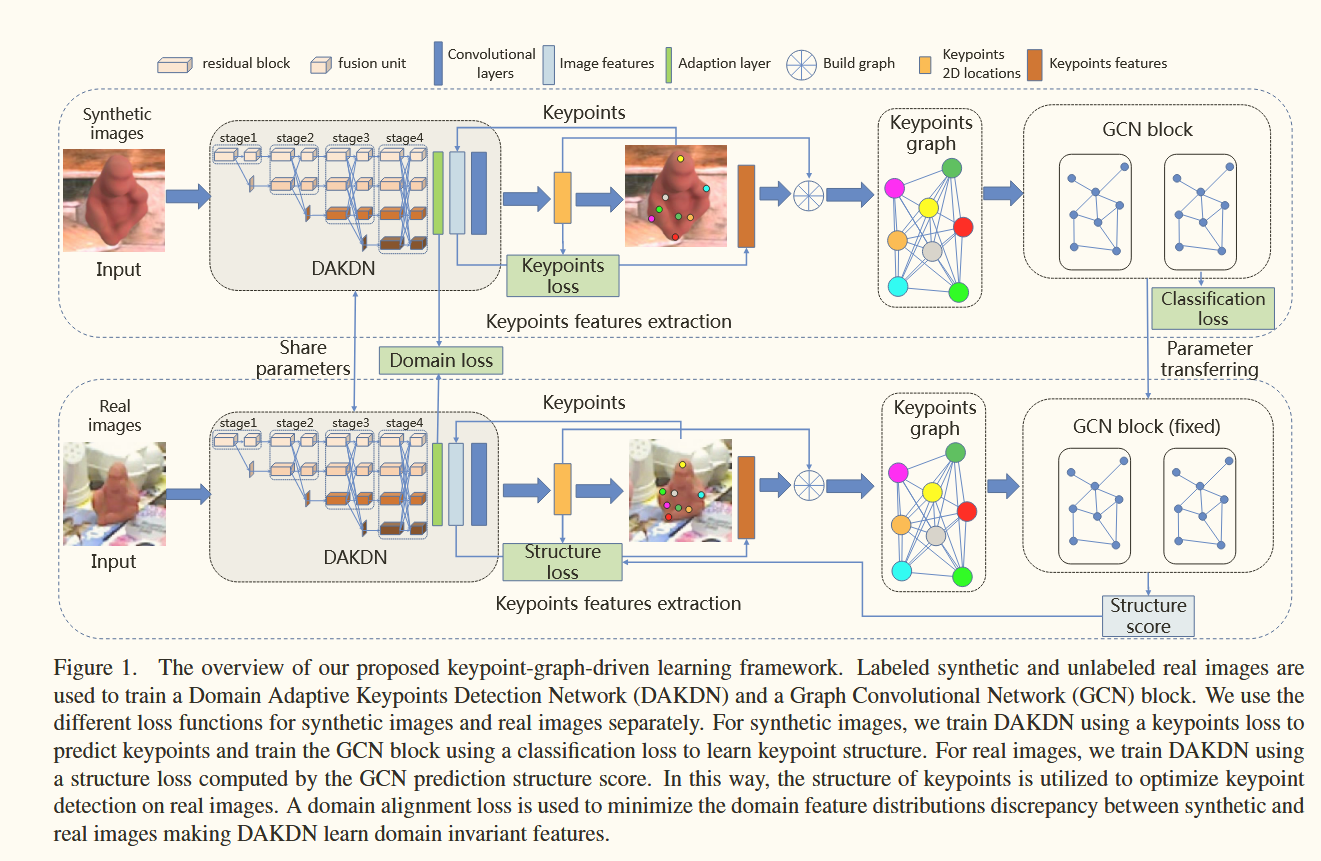 residual block
fusion unit
Convolutional
layers
Image features
Adaption layer
Build graph
Keypoints
2D locations
Keypoints features
Synthetic
images
stage1
stage2
stage3
stage4
Keypoints
Keypoints
graph
GCN block
Input
DAKDN
Keypoints
loss
Classification
loss
Keypoints features extraction
Share
parameters
Domain loss
Parameter
transferring
Real
images
stage1
stage2
stage3
stage4
Keypoints
Keypoints
graph
GCN block (fixed)
Input
DAKDN
Structure
loss
Keypoints features extraction
Structure
score
Figure 1. The overview of our proposed keypoint-graph-driven learning framework. Labeled synthetic and unlabeled real images are
used to train a Domain Adaptive Keypoints Detection Network (DAKDN) and a Graph Convolutional Network (GCN) block. We use the
different loss functions for synthetic images and real images separately. For synthetic images, we train DAKDN using a keypoints loss to
predict keypoints and train the GCN block using a classification loss to learn keypoint structure. For real images, we train DAKDN using
a structure loss computed by the GCN prediction structure score. In this way, the structure of keypoints is utilized to optimize keypoint
detection on real images. A domain alignment loss is used to minimize the domain feature distributions discrepancy between synthetic and
real images making DAKDN learn domain invariant features.